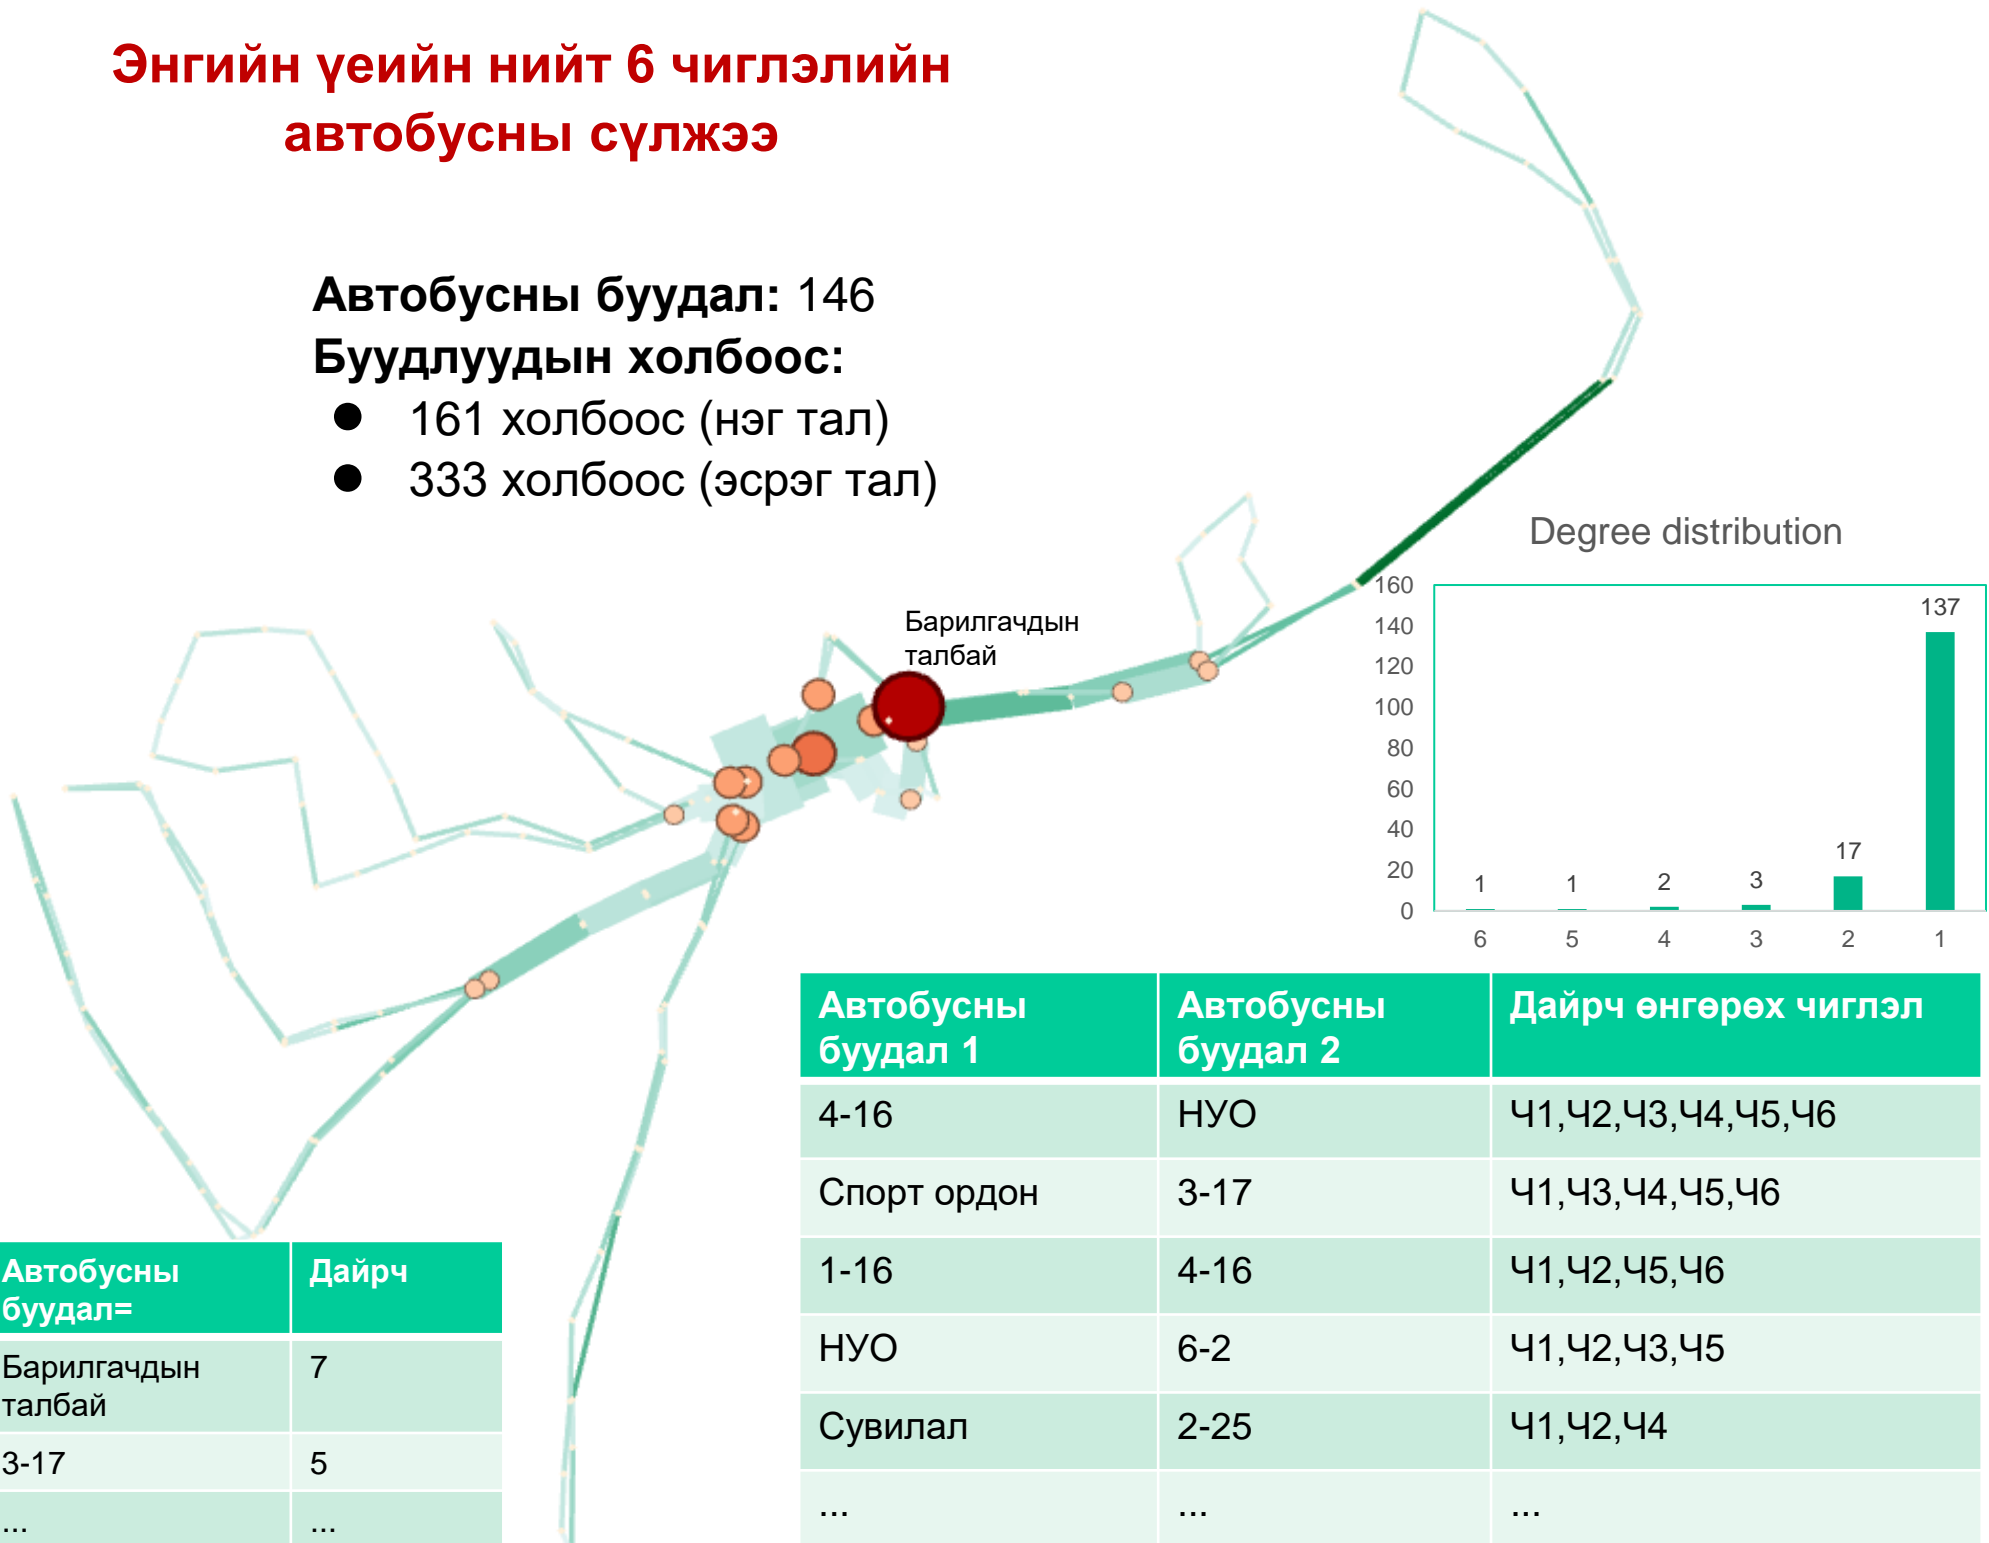 Энгийн үеийн нийт 6 чиглэлийн
автобусны сүлжээ
Автобусны буудал: 146
Буудлуудын холбоос:
● 161 холбоос (нэг тал)
● 333 холбоос (эсрэг тал)
Барилгачдын
талбай
Degree distribution
160
140
120
100
80
60
40
20
0
1
1
2
3
17
137
6 5 4 3 2 1
Автобусны буудал 1 | Автобусны буудал 2 | Дайрч өнгөрөх чиглэл
4-16 | НУО | Ч1,Ч2,Ч3,Ч4,Ч5,Ч6
Спорт ордон | 3-17 | Ч1,Ч3,Ч4,Ч5,Ч6
1-16 | 4-16 | Ч1,Ч2,Ч5,Ч6
НУО | 6-2 | Ч1,Ч2,Ч3,Ч5
Сувилал | 2-25 | Ч1,Ч2,Ч4
... | ... | ...
Автобусны буудал= | Дайрч
Барилгачдын талбай | 7
3-17 | 5
... | ...